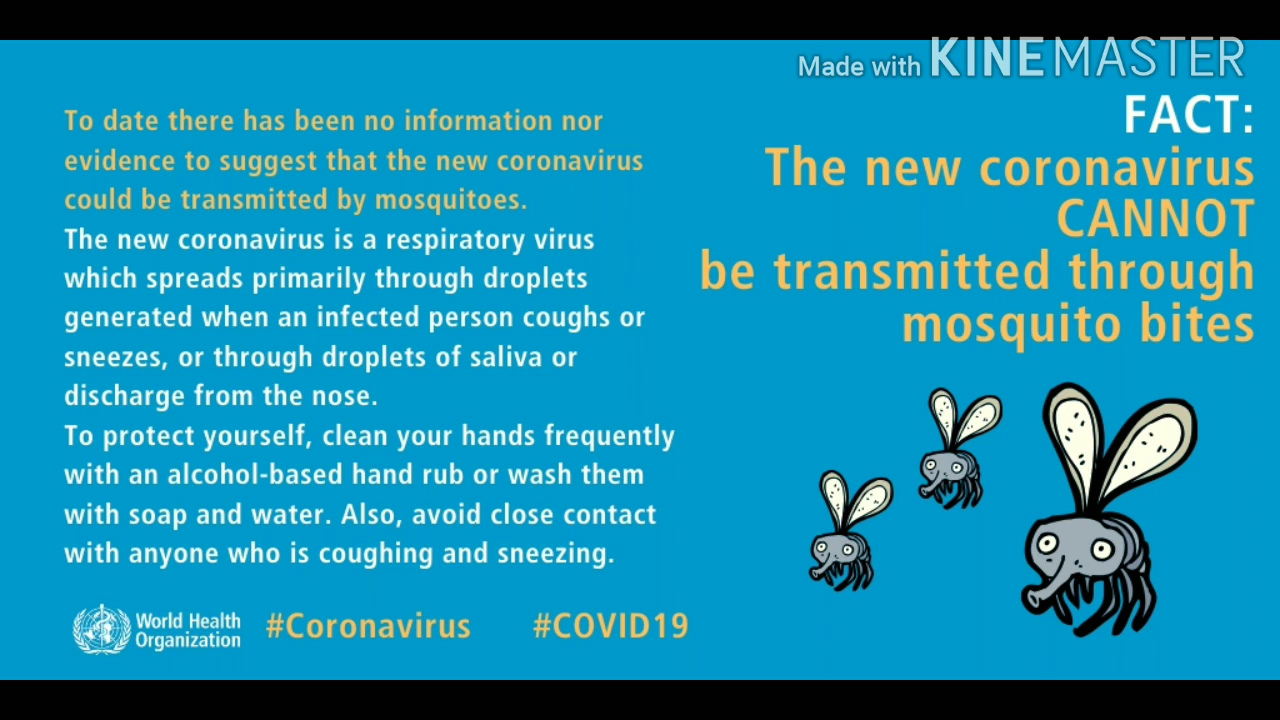 Made with KINEMASTER
To date there has been no information nor
evidence to suggest that the new coronavirus
could be transmitted by mosquitoes.
The new coronavirus is a respiratory virus
which spreads primarily through droplets
generated when an infected person coughs or
sneezes, or through droplets of saliva or
discharge from the nose.
To protect yourself, clean your hands frequently
with an alcohol-based hand rub or wash them
with soap and water. Also, avoid close contact
with anyone who is coughing and sneezing.
FACT:
The new coronavirus
CANNOT
be transmitted through
mosquito bites
World Health
Organization
#Coronavirus #COVID19